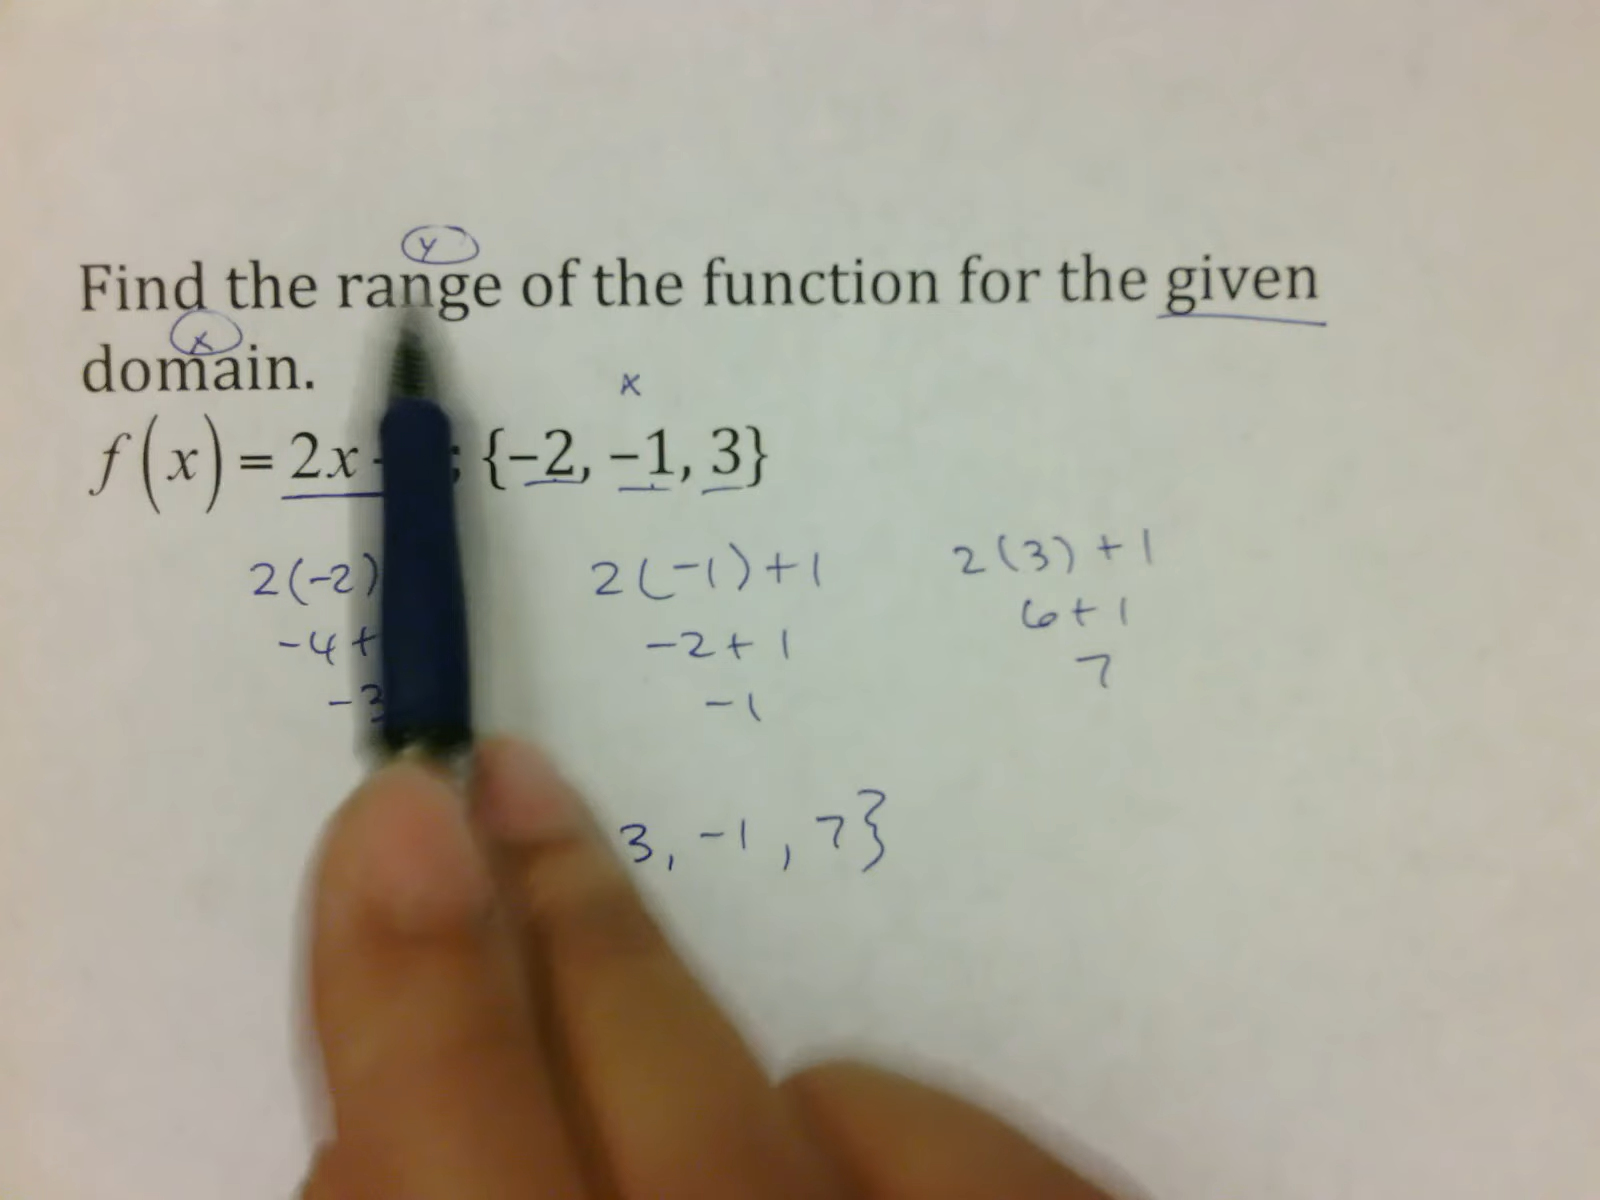 y
Find the range of the function for the given
x
domain.
x
f(x) = 2x ; {-2, -1, 3}
2(-2) 2(-1)+1 2(3)+1
-4+ -2+1 6+1
-3 -1 7
3, -1, 7}